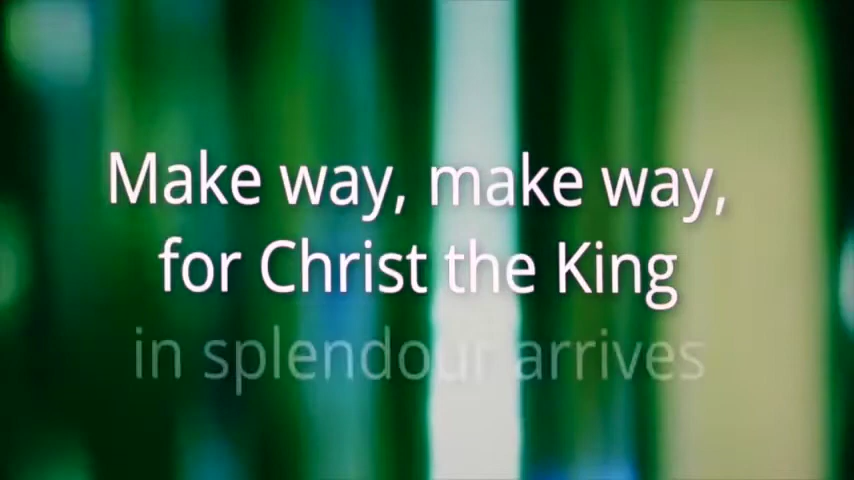 Make way, make way,
for Christ the King
in splendour arrives